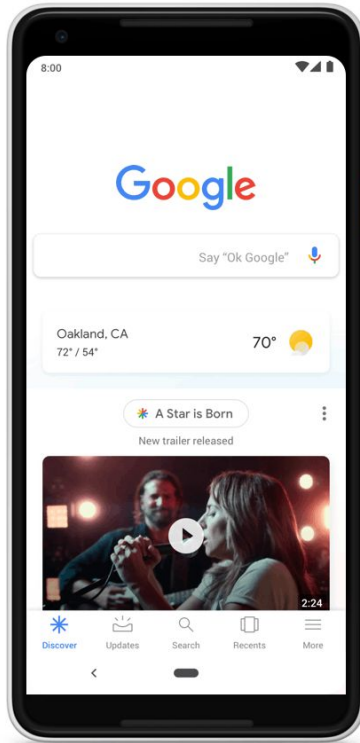 8:00
Google
Say "Ok Google"
Oakland, CA
72° / 54°
70°
A Star is Born
New trailer released
2:24
Discover
Updates
Search
Recents
More